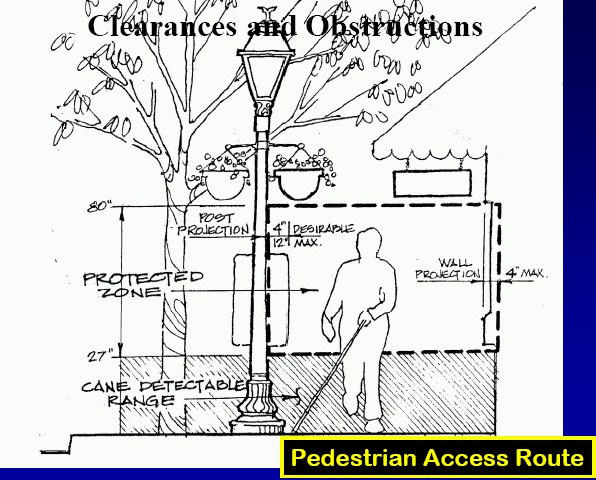 Clearances and Obstructions
80"
POST
PROJECTION
4" DESIRABLE
12" MAX.
WALL
PROJECTION
4" MAX.
PROTECTED
ZONE
27"
CANE DETECTABLE
RANGE
Pedestrian Access Route